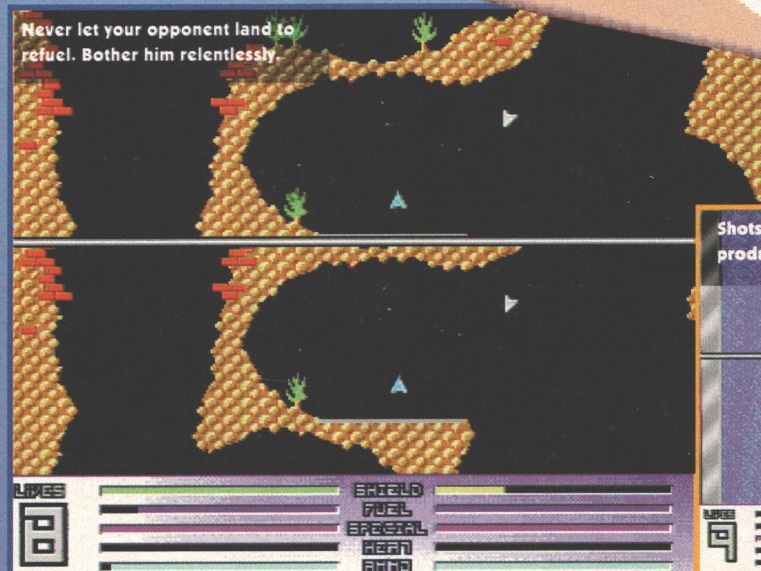 Never let your opponent land to
refuel. Bother him relentlessly.
Shots
LIVES
8
SHIELD
FUEL
SPECIAL
HEAT
AMMO
LIVES
9